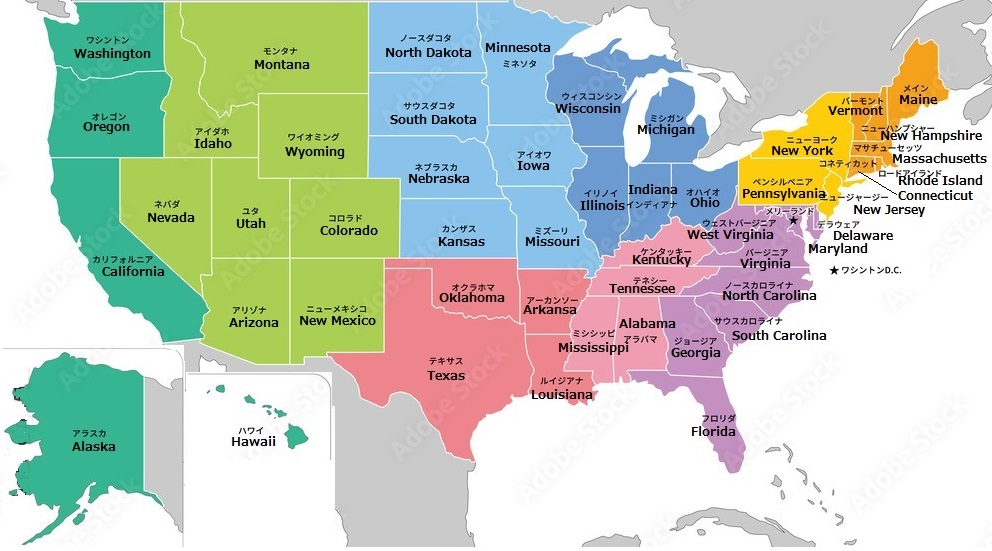 ワシントン
Washington
オレゴン
Oregon
カリフォルニア
California
ネバダ
Nevada
アイダホ
Idaho
モンタナ
Montana
ワイオミング
Wyoming
ユタ
Utah
コロラド
Colorado
アリゾナ
Arizona
ニューメキシコ
New Mexico
ノースダコタ
North Dakota
サウスダコタ
South Dakota
ネブラスカ
Nebraska
カンザス
Kansas
Minnesota
ミネソタ
アイオワ
Iowa
ミズーリ
Missouri
オクラホマ
Oklahoma
テキサス
Texas
アーカンソー
Arkansas
ルイジアナ
Louisiana
ウィスコンシン
Wisconsin
ミシガン
Michigan
イリノイ
Illinois
Indiana
インディアナ
オハイオ
Ohio
ケンタッキー
Kentucky
テネシー
Tennessee
ミシシッピ
Mississippi
Alabama
アラバマ
ジョージア
Georgia
フロリダ
Florida
サウスカロライナ
South Carolina
ノースカロライナ
North Carolina
バージニア
Virginia
ウェストバージニア
West Virginia
メリーランド
Maryland
デラウェア
Delaware
★ワシントンD.C.
ペンシルベニア
Pennsylvania
ニュージャージー
New Jersey
ニューヨーク
New York
コネティカット
Connecticut
ロードアイランド
Rhode Island
マサチューセッツ
Massachusetts
バーモント
Vermont
ニューハンプシャー
New Hampshire
メイン
Maine
アラスカ
Alaska
ハワイ
Hawaii
Adobe Stock